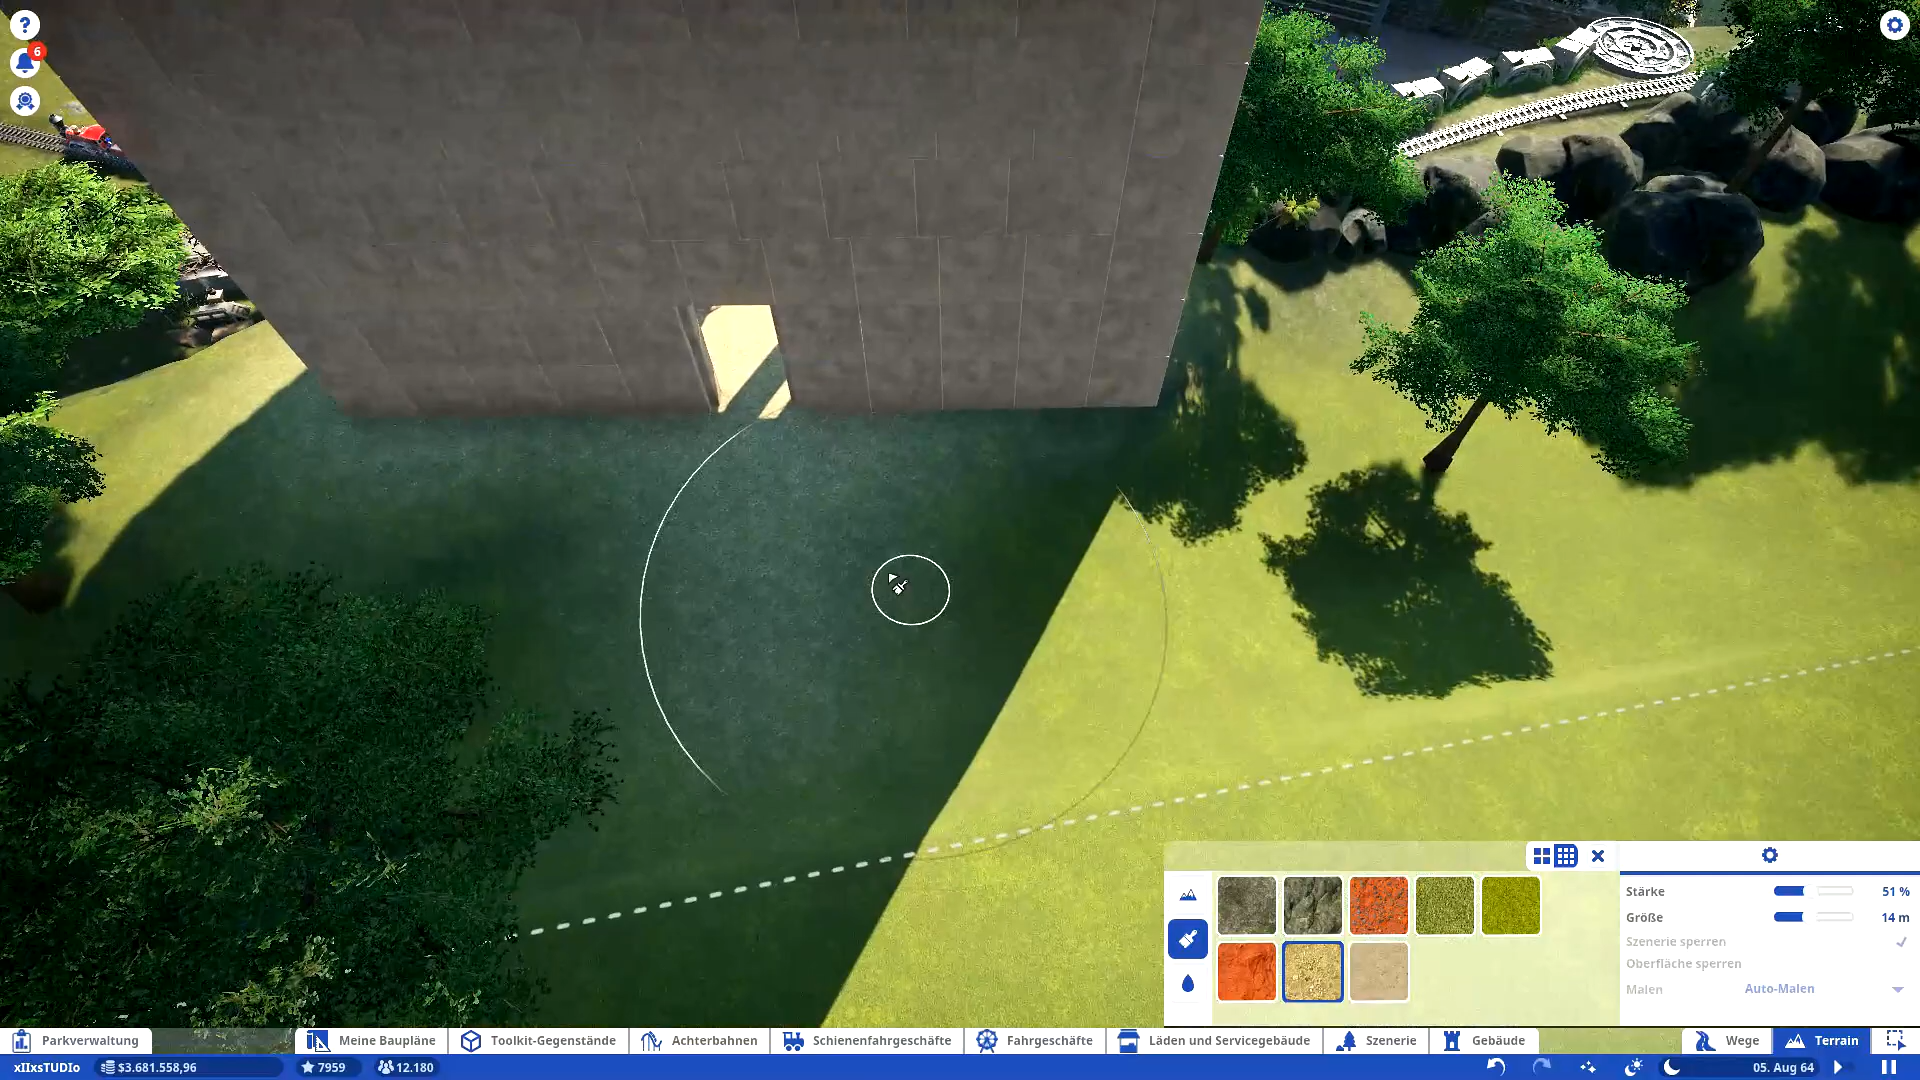 ?
6
Stärke 51 %
Größe 14 m
Szenerie sperren
Oberfläche sperren
Malen Auto-Malen
Parkverwaltung Meine Baupläne Toolkit-Gegenstände Achterbahnen Schienenfahrgeschäfte Fahrgeschäfte Läden und Servicegebäude Szenerie Gebäude Wege Terrain
xIIxsTUDIo $3.681.558,96 7959 12.180 05. Aug 64